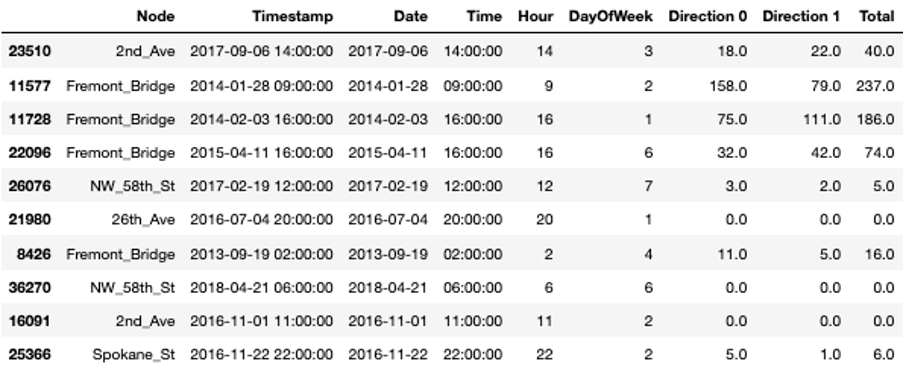 Node Timestamp Date Time Hour DayOfWeek Direction 0 Direction 1 Total
23510 2nd_Ave 2017-09-06 14:00:00 2017-09-06 14:00:00 14 3 18.0 22.0 40.0
11577 Fremont_Bridge 2014-01-28 09:00:00 2014-01-28 09:00:00 9 2 158.0 79.0 237.0
11728 Fremont_Bridge 2014-02-03 16:00:00 2014-02-03 16:00:00 16 1 75.0 111.0 186.0
22096 Fremont_Bridge 2015-04-11 16:00:00 2015-04-11 16:00:00 16 6 32.0 42.0 74.0
26076 NW_58th_St 2017-02-19 12:00:00 2017-02-19 12:00:00 12 7 3.0 2.0 5.0
21980 26th_Ave 2016-07-04 20:00:00 2016-07-04 20:00:00 20 1 0.0 0.0 0.0
8426 Fremont_Bridge 2013-09-19 02:00:00 2013-09-19 02:00:00 2 4 11.0 5.0 16.0
36270 NW_58th_St 2018-04-21 06:00:00 2018-04-21 06:00:00 6 6 0.0 0.0 0.0
16091 2nd_Ave 2016-11-01 11:00:00 2016-11-01 11:00:00 11 2 0.0 0.0 0.0
25366 Spokane_St 2016-11-22 22:00:00 2016-11-22 22:00:00 22 2 5.0 1.0 6.0